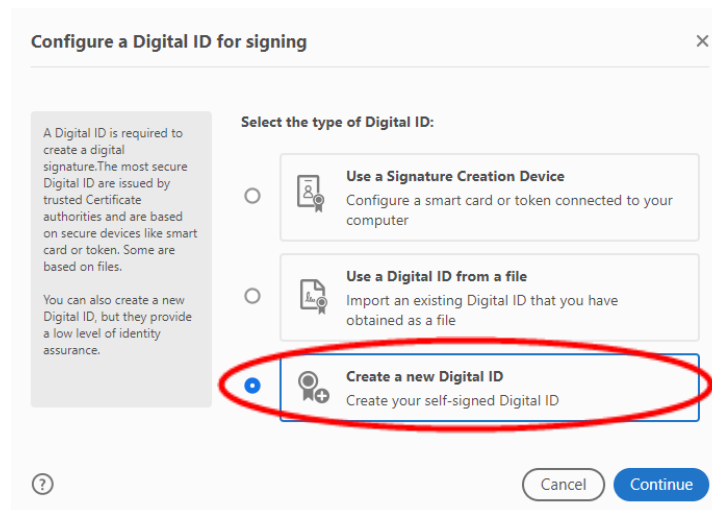 Configure a Digital ID for signing
A Digital ID is required to
create a digital
signature.The most secure
Digital ID are issued by
trusted Certificate
authorities and are based
on secure devices like smart
card or token. Some are
based on files.
You can also create a new
Digital ID, but they provide
a low level of identity
assurance.
Select the type of Digital ID:
Use a Signature Creation Device
Configure a smart card or token connected to your
computer
Use a Digital ID from a file
Import an existing Digital ID that you have
obtained as a file
Create a new Digital ID
Create your self-signed Digital ID
Cancel
Continue